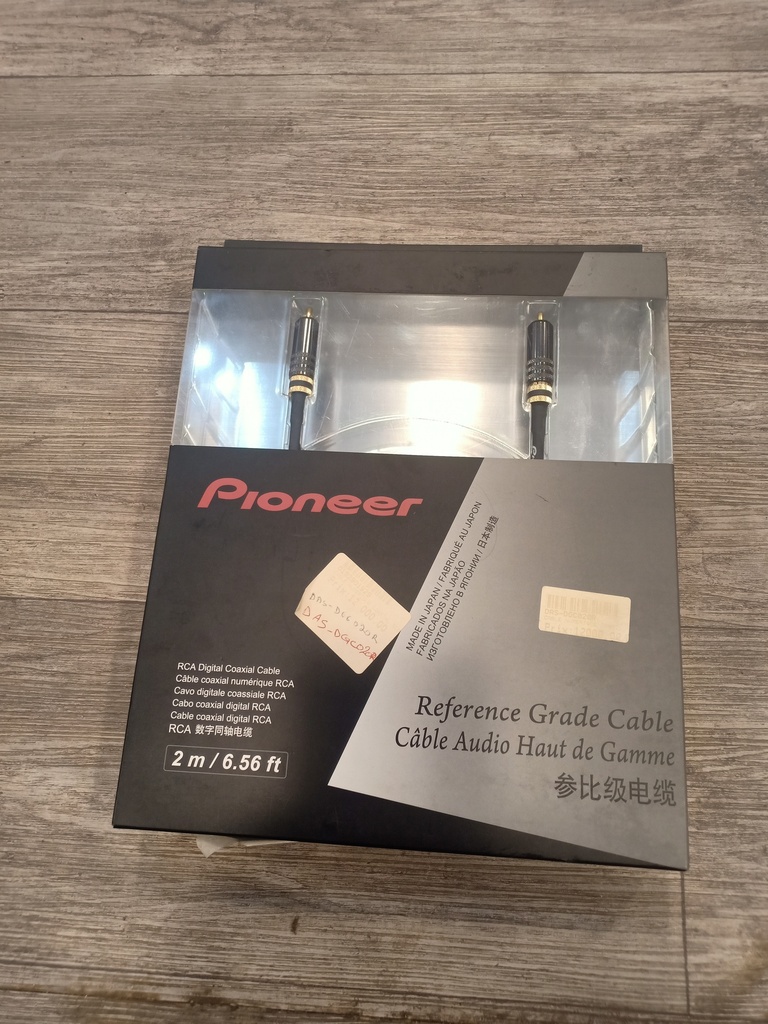 Pioneer
MADE IN JAPAN / FABRIQUÉ AU JAPON
FABRICADOS NA JAPÃO
ИЗГОТОВЛЕНО В ЯПОНИИ / 日本制造
DAS-DGC020R
RCA Digital Coaxial Cable
Câble coaxial numérique RCA
Cavo digitale coassiale RCA
Cabo coaxial digital RCA
Cable coaxial digital RCA
RCA 数字同轴电缆
2 m / 6.56 ft
Reference Grade Cable
Câble Audio Haut de Gamme
参比级电缆